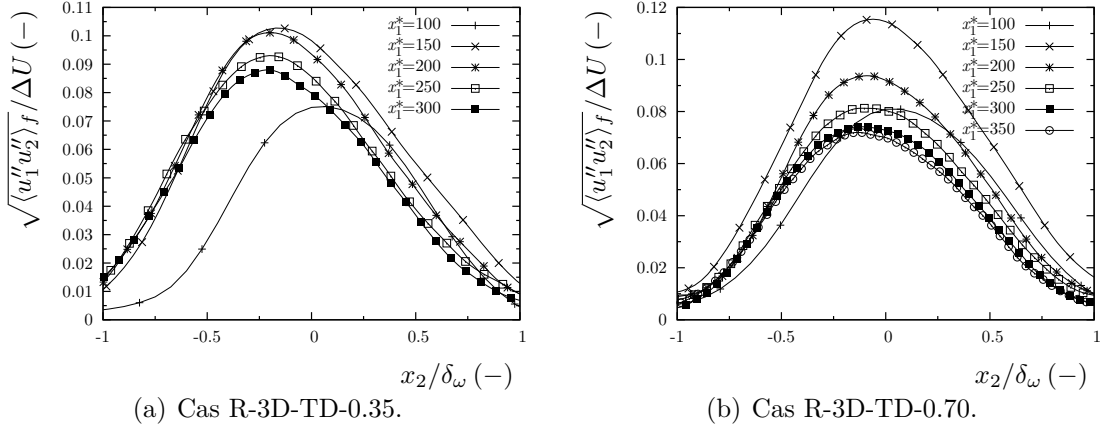 √⟨u₁″u₂″⟩_f/ΔU (−)
0.11
0.1
0.09
0.08
0.07
0.06
0.05
0.04
0.03
0.02
0.01
0
-1
-0.5
0
0.5
1
x₁*=100
x₁*=150
x₁*=200
x₁*=250
x₁*=300
x₂/δ_ω (−)
(a) Cas R-3D-TD-0.35.
√⟨u₁″u₂″⟩_f/ΔU (−)
0.12
0.1
0.08
0.06
0.04
0.02
0
-1
-0.5
0
0.5
1
x₁*=100
x₁*=150
x₁*=200
x₁*=250
x₁*=300
x₁*=350
x₂/δ_ω (−)
(b) Cas R-3D-TD-0.70.